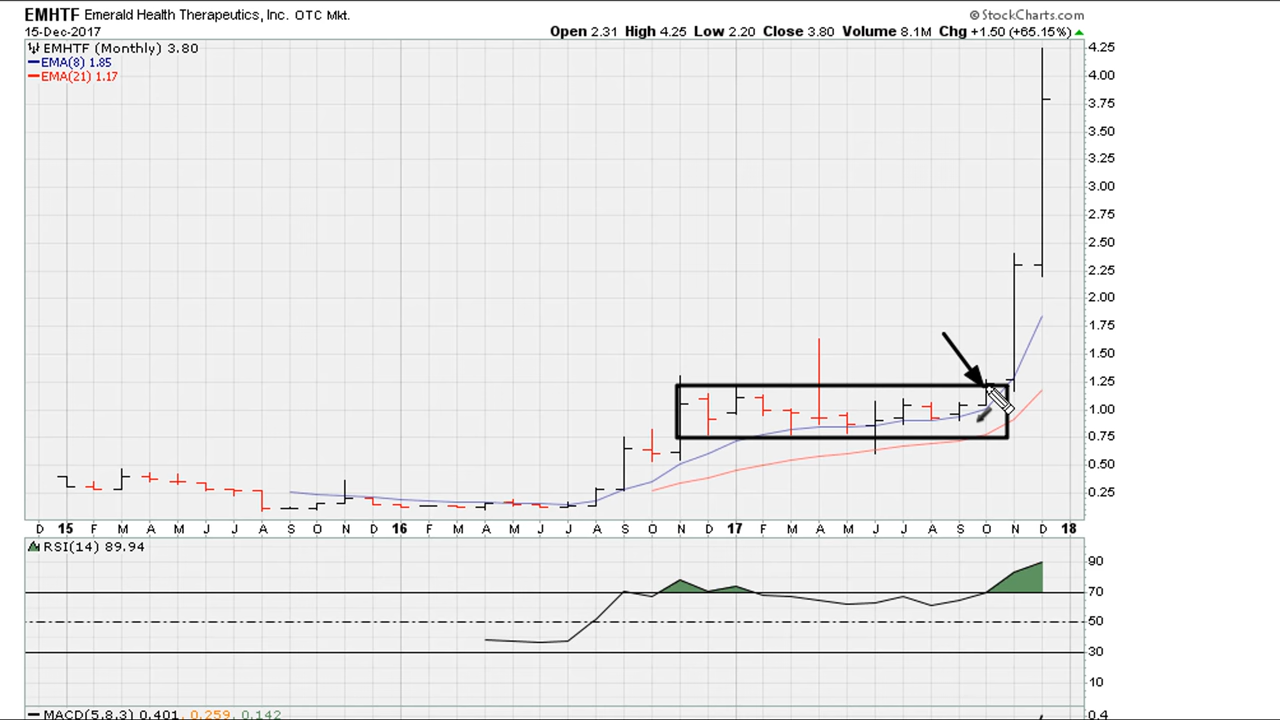 EMHTF Emerald Health Therapeutics, Inc. OTC Mkt. © StockCharts.com
15-Dec-2017 Open 2.31 High 4.25 Low 2.20 Close 3.80 Volume 8.1M Chg +1.50 (+65.15%)
EMHTF (Monthly) 3.80
EMA(8) 1.85
EMA(21) 1.17
4.25
4.00
3.75
3.50
3.25
3.00
2.75
2.50
2.25
2.00
1.75
1.50
1.25
1.00
0.75
0.50
0.25
D 15 F M A M J J A S O N D 16 F M A M J J A S O N D 17 F M A M J J A S O N D 18
RSI(14) 89.94
90
70
50
30
10
MACD(5,8,3) 0.401, 0.259, 0.142
0.4